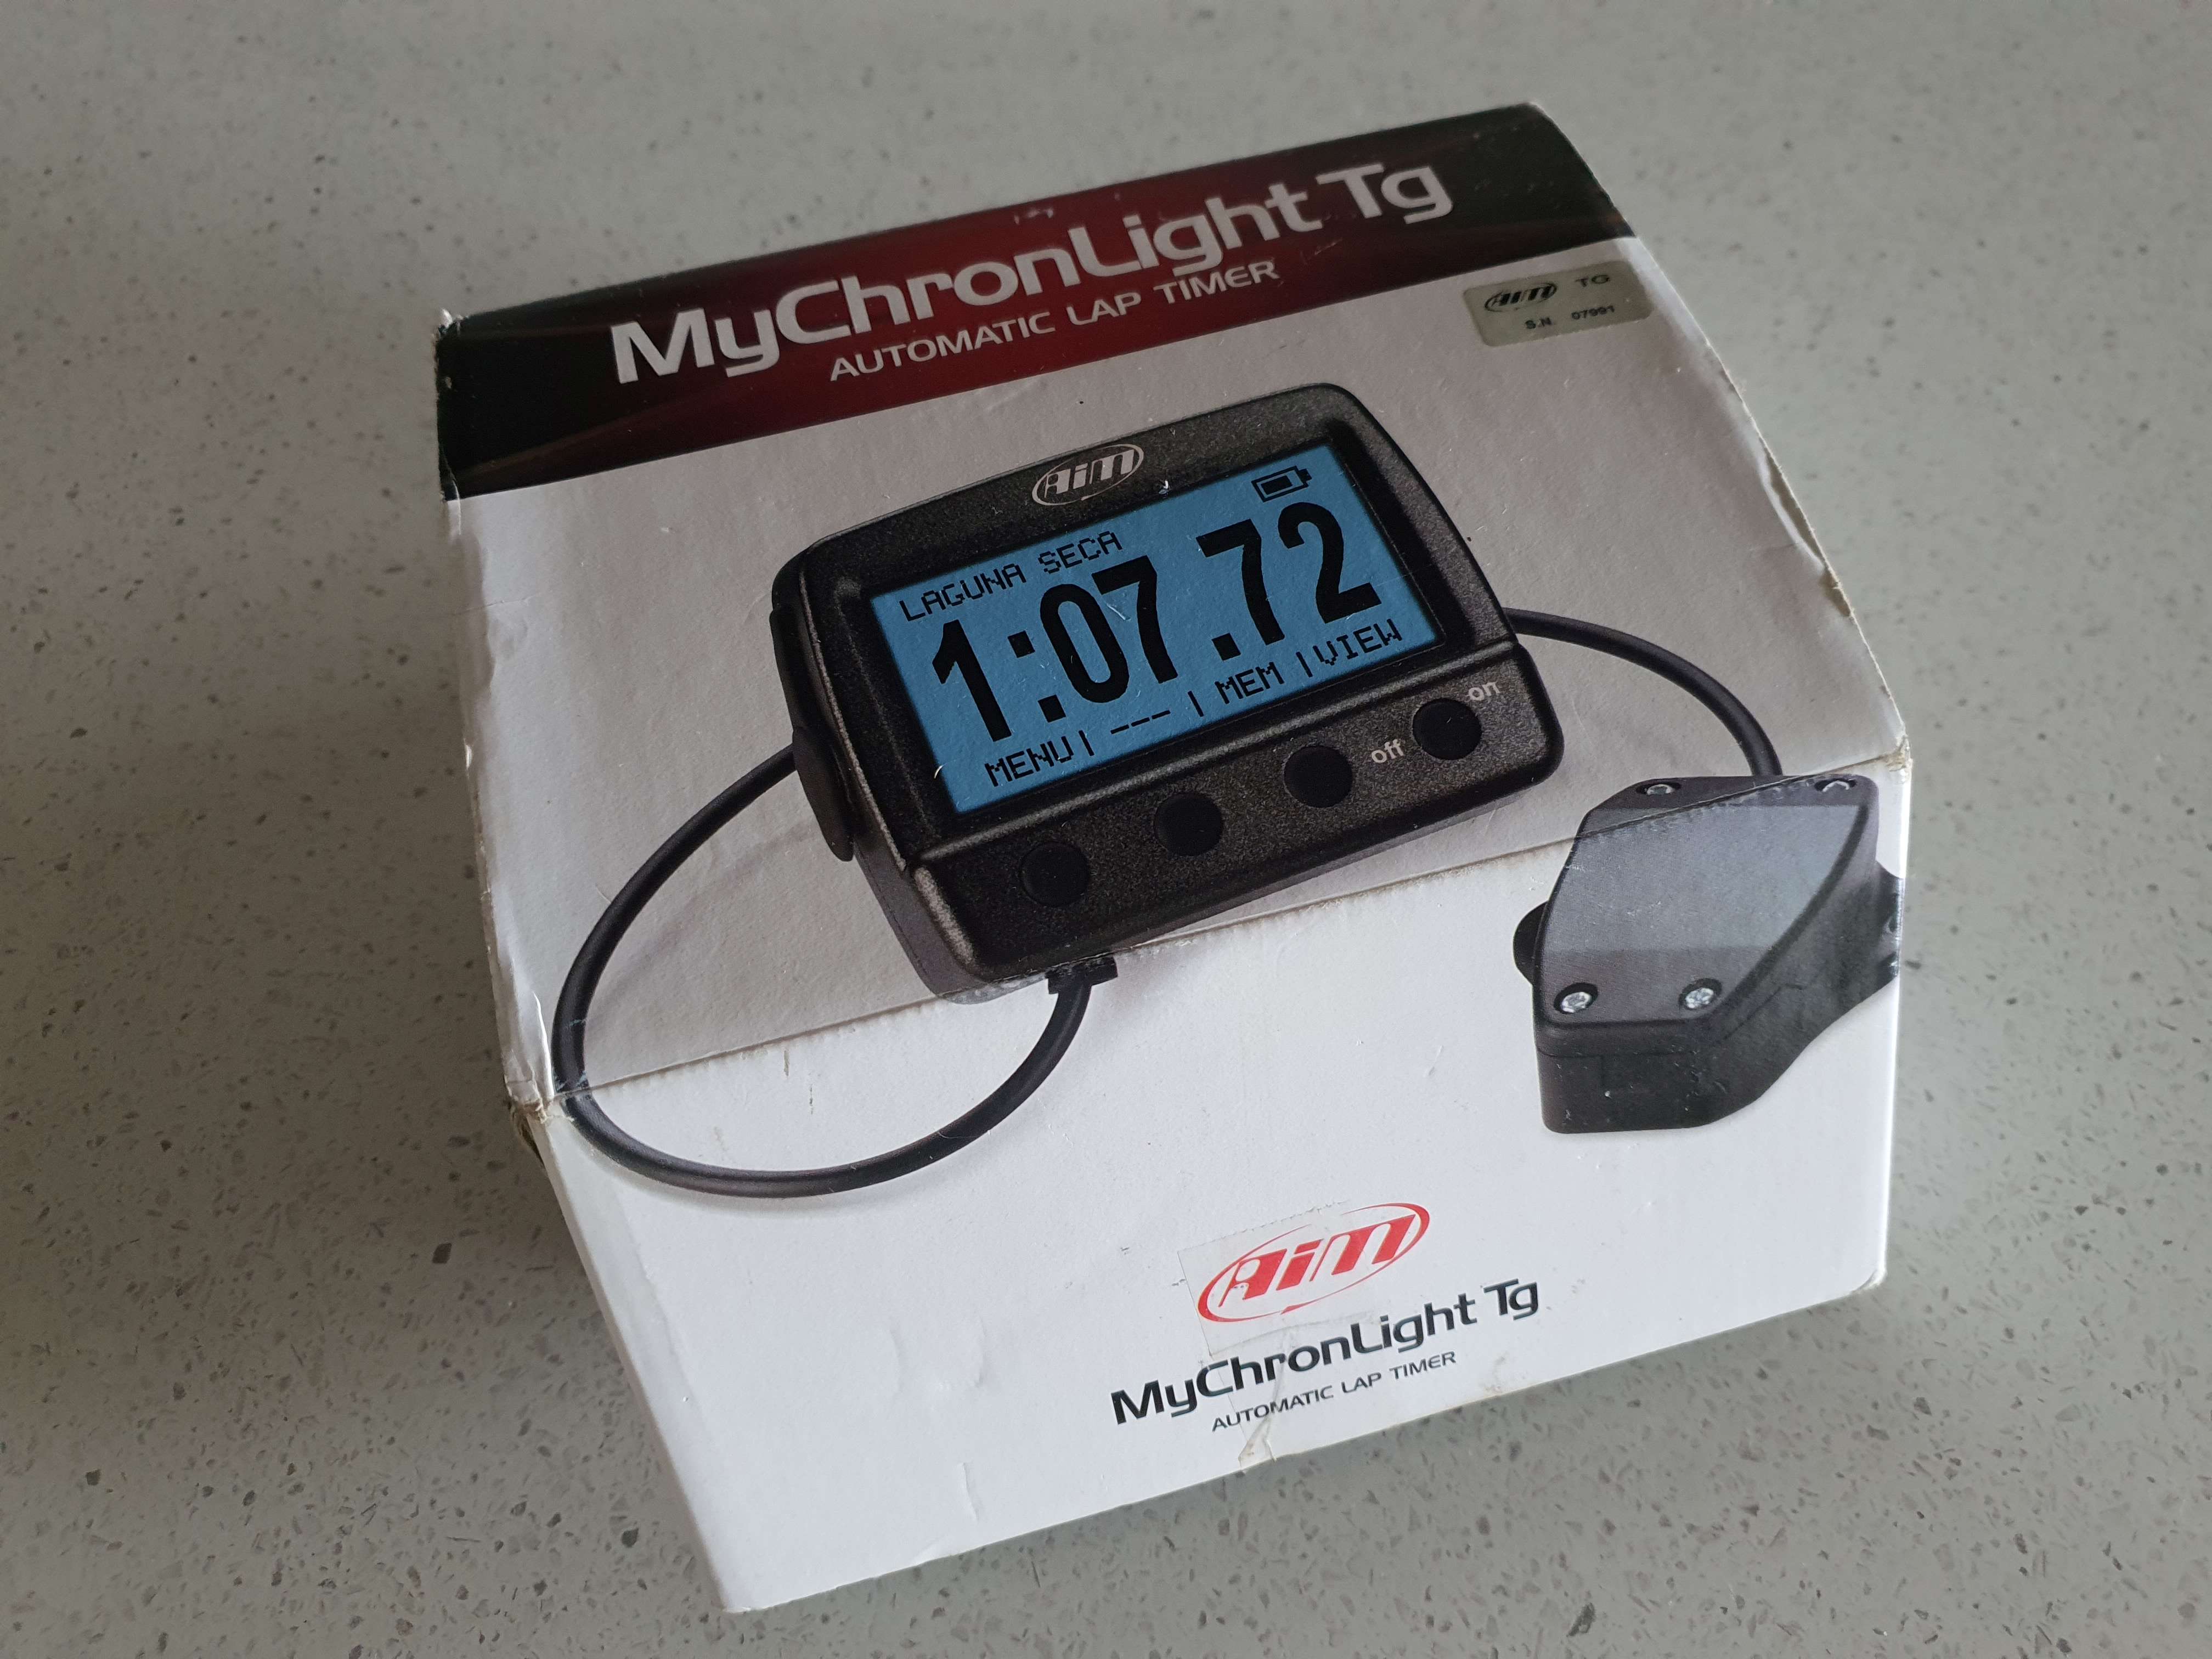 MyChronLight Tg
AUTOMATIC LAP TIMER
Aim TG
S.N. 07991
Aim
LAGUNA SECA
1:07.72
MENU| --- | MEM |VIEW
on
off
Aim
MyChronLight Tg
AUTOMATIC LAP TIMER